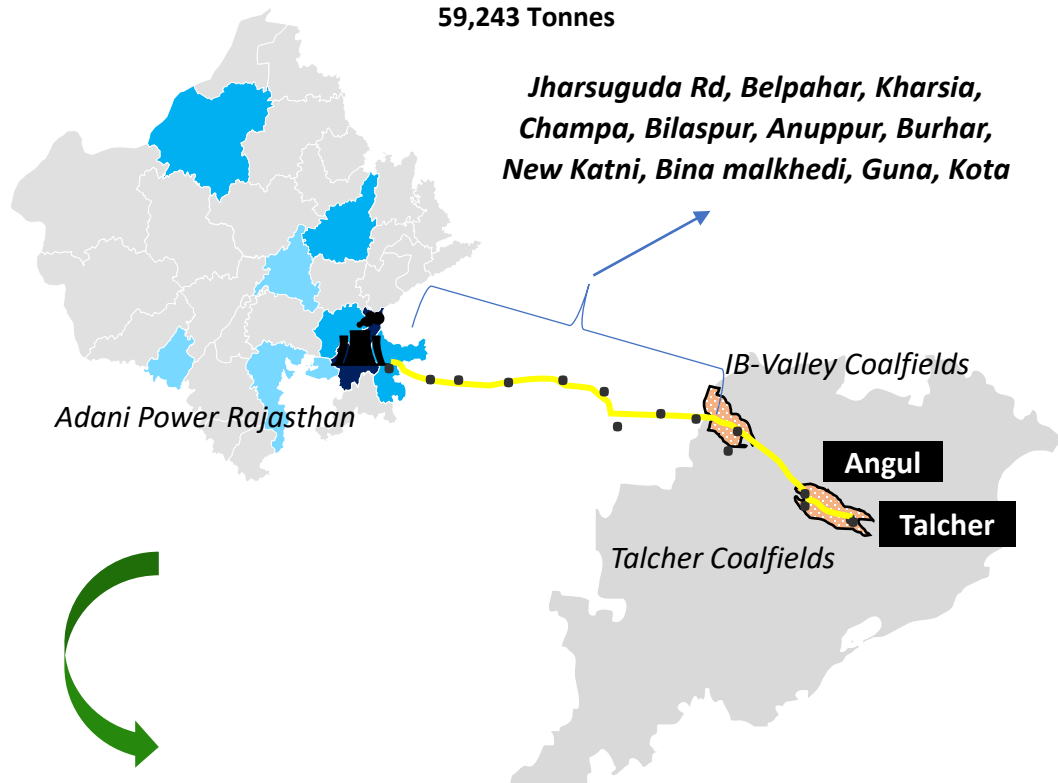 59,243 Tonnes
Jharsuguda Rd, Belpahar, Kharsia,
Champa, Bilaspur, Anuppur, Burhar,
New Katni, Bina malkhedi, Guna, Kota
IB-Valley Coalfields
Adani Power Rajasthan
Angul
Talcher
Talcher Coalfields